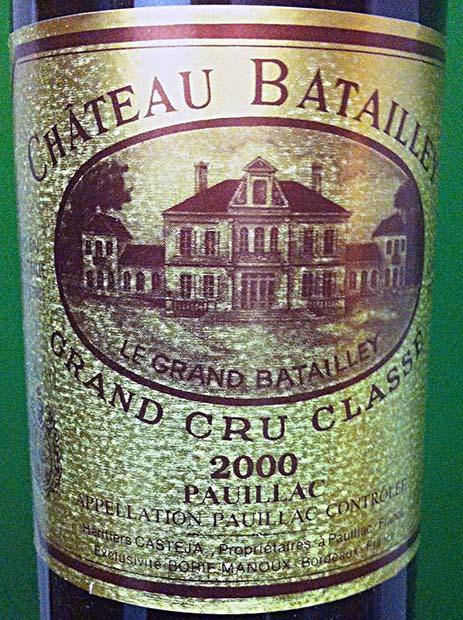 CHÂTEAU BATAILLEY
LE GRAND BATAILLEY
GRAND CRU CLASSÉ
2000
PAUILLAC
APPELLATION PAUILLAC CONTRÔLÉE
Héritiers CASTÉJA, Propriétaires à Pauillac, France
Exclusivité BORIE-MANOUX - Bordeaux - France